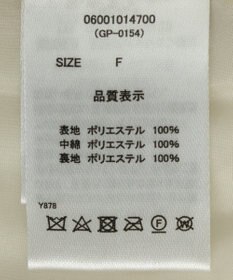 06001014700
(GP-0154)
SIZE F
品質表示
表地 ポリエステル 100%
中綿 ポリエステル 100%
裏地 ポリエステル 100%
Y878
F W